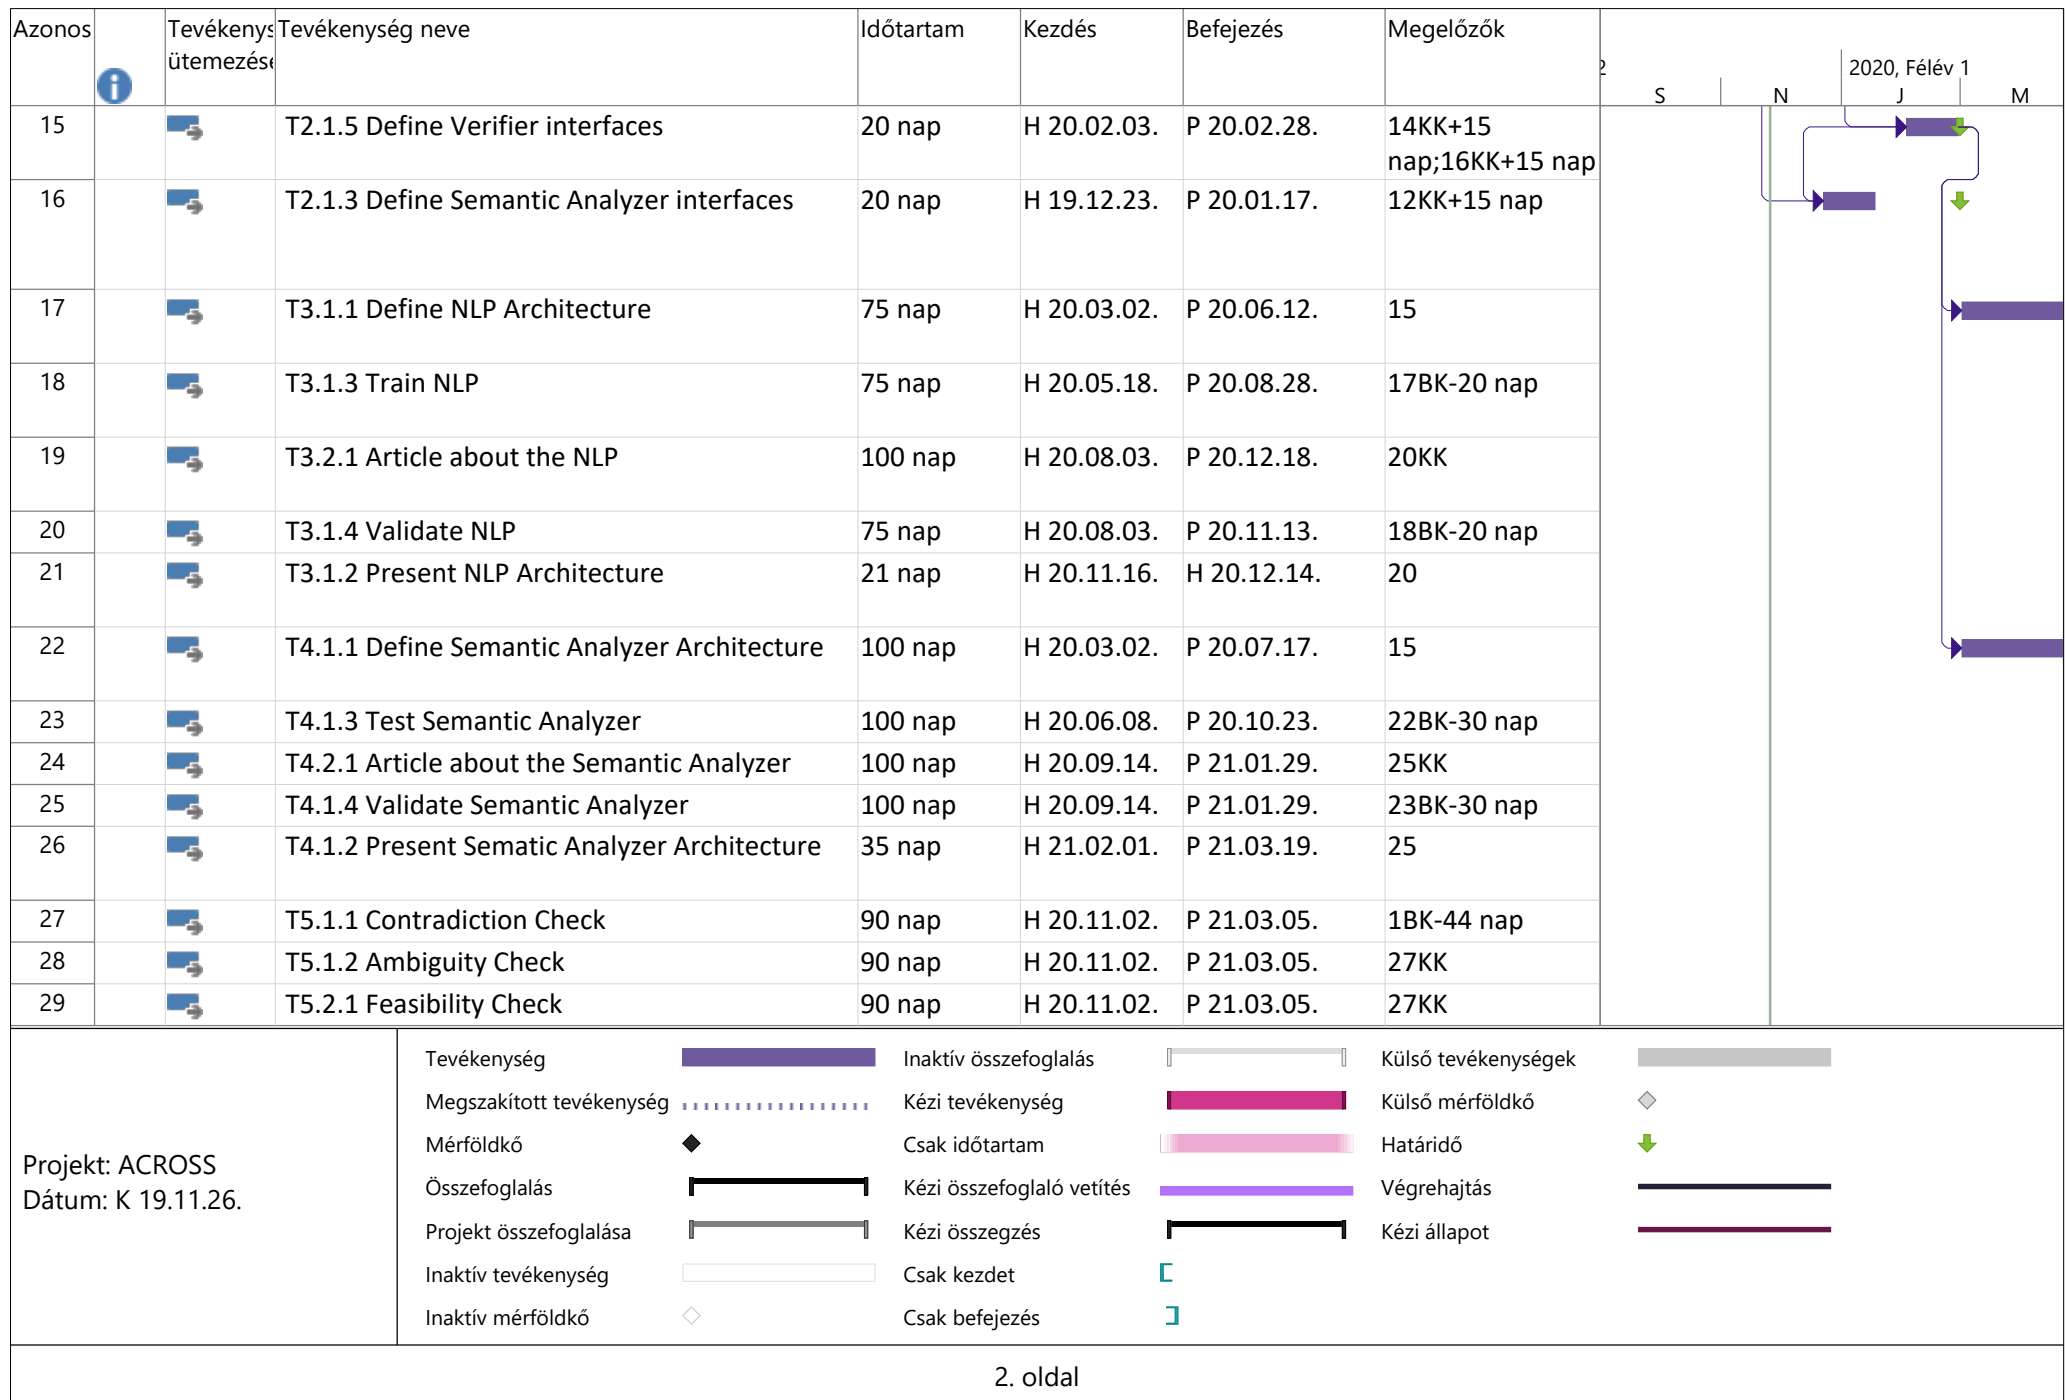 Azonos Tevékenys Tevékenység neve Időtartam Kezdés Befejezés Megelőzők
ütemezése
2 2020, Félév 1
S N J M
15 T2.1.5 Define Verifier interfaces 20 nap H 20.02.03. P 20.02.28. 14KK+15
nap;16KK+15 nap
16 T2.1.3 Define Semantic Analyzer interfaces 20 nap H 19.12.23. P 20.01.17. 12KK+15 nap
17 T3.1.1 Define NLP Architecture 75 nap H 20.03.02. P 20.06.12. 15
18 T3.1.3 Train NLP 75 nap H 20.05.18. P 20.08.28. 17BK-20 nap
19 T3.2.1 Article about the NLP 100 nap H 20.08.03. P 20.12.18. 20KK
20 T3.1.4 Validate NLP 75 nap H 20.08.03. P 20.11.13. 18BK-20 nap
21 T3.1.2 Present NLP Architecture 21 nap H 20.11.16. H 20.12.14. 20
22 T4.1.1 Define Semantic Analyzer Architecture 100 nap H 20.03.02. P 20.07.17. 15
23 T4.1.3 Test Semantic Analyzer 100 nap H 20.06.08. P 20.10.23. 22BK-30 nap
24 T4.2.1 Article about the Semantic Analyzer 100 nap H 20.09.14. P 21.01.29. 25KK
25 T4.1.4 Validate Semantic Analyzer 100 nap H 20.09.14. P 21.01.29. 23BK-30 nap
26 T4.1.2 Present Sematic Analyzer Architecture 35 nap H 21.02.01. P 21.03.19. 25
27 T5.1.1 Contradiction Check 90 nap H 20.11.02. P 21.03.05. 1BK-44 nap
28 T5.1.2 Ambiguity Check 90 nap H 20.11.02. P 21.03.05. 27KK
29 T5.2.1 Feasibility Check 90 nap H 20.11.02. P 21.03.05. 27KK
Projekt: ACROSS
Dátum: K 19.11.26.
Tevékenység Inaktív összefoglalás Külső tevékenységek
Megszakított tevékenység Kézi tevékenység Külső mérföldkő
Mérföldkő Csak időtartam Határidő
Összefoglalás Kézi összefoglaló vetítés Végrehajtás
Projekt összefoglalása Kézi összegzés Kézi állapot
Inaktív tevékenység Csak kezdet
Inaktív mérföldkő Csak befejezés
2. oldal